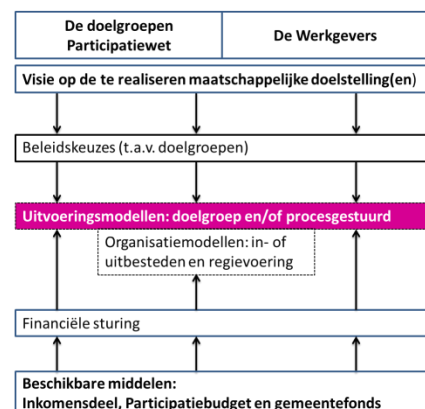 De doelgroepen
Participatiewet
De Werkgevers
Visie op de te realiseren maatschappelijke doelstelling(en)
Beleidskeuzes (t.a.v. doelgroepen)
Uitvoeringsmodellen: doelgroep en/of procesgestuurd
Organisatiemodellen: in- of
uitbesteden en regievoering
Financiële sturing
Beschikbare middelen:
Inkomensdeel, Participatiebudget en gemeentefonds